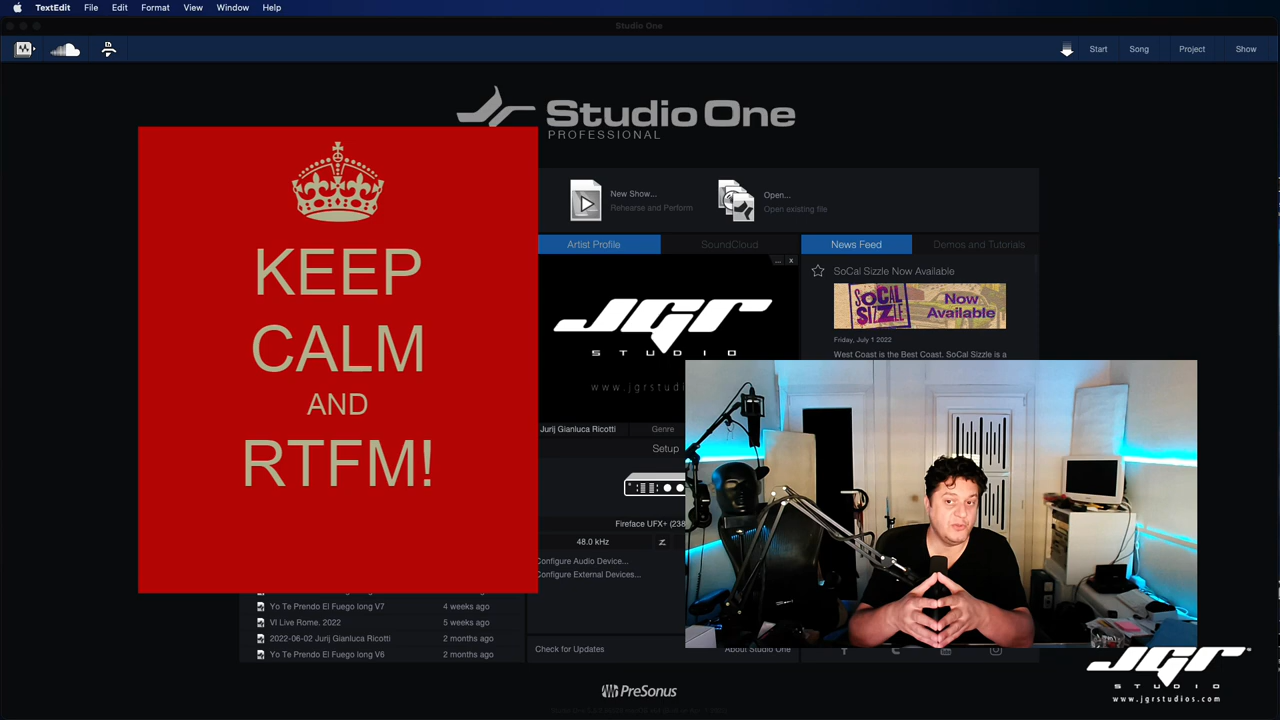 TextEdit File Edit Format View Window Help
Studio One
Start Song Project Show
Studio One
PROFESSIONAL
KEEP
CALM
AND
RTFM!
New Show...
Rehearse and Perform
Open...
Open existing file
Artist Profile SoundCloud
News Feed Demos and Tutorials
... x
SoCal Sizzle Now Available
SOCAL SIZZLE
Now
Available
Friday, July 1 2022
West Coast is the Best Coast. SoCal Sizzle is a
JGR
STUDIO
www.jgrstudi
Jurij Gianluca Ricotti Genre
Setup
Fireface UFX+ (238
48.0 kHz
Configure Audio Device...
Configure External Devices...
Yo Te Prendo El Fuego long V7 4 weeks ago
VI Live Rome. 2022 5 weeks ago
2022-06-02 Jurij Gianluca Ricotti 2 months ago
Yo Te Prendo El Fuego long V6 2 months ago
Check for Updates About Studio One
PreSonus
JGR
STUDIO
www.jgrstudios.com